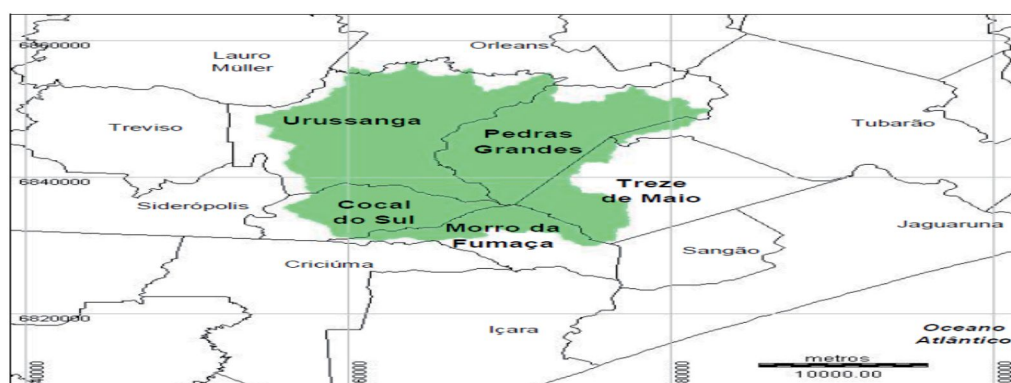 6860000
Orleans
Lauro
Müller
Urussanga
Treviso
Pedras
Grandes
Tubarão
6840000
Treze
de Maio
Siderópolis
Cocal
do Sul
Jaguaruna
Morro da
Fumaça
Sangão
Criciúma
6820000
Içara
Oceano
Atlântico
metros
10000.00